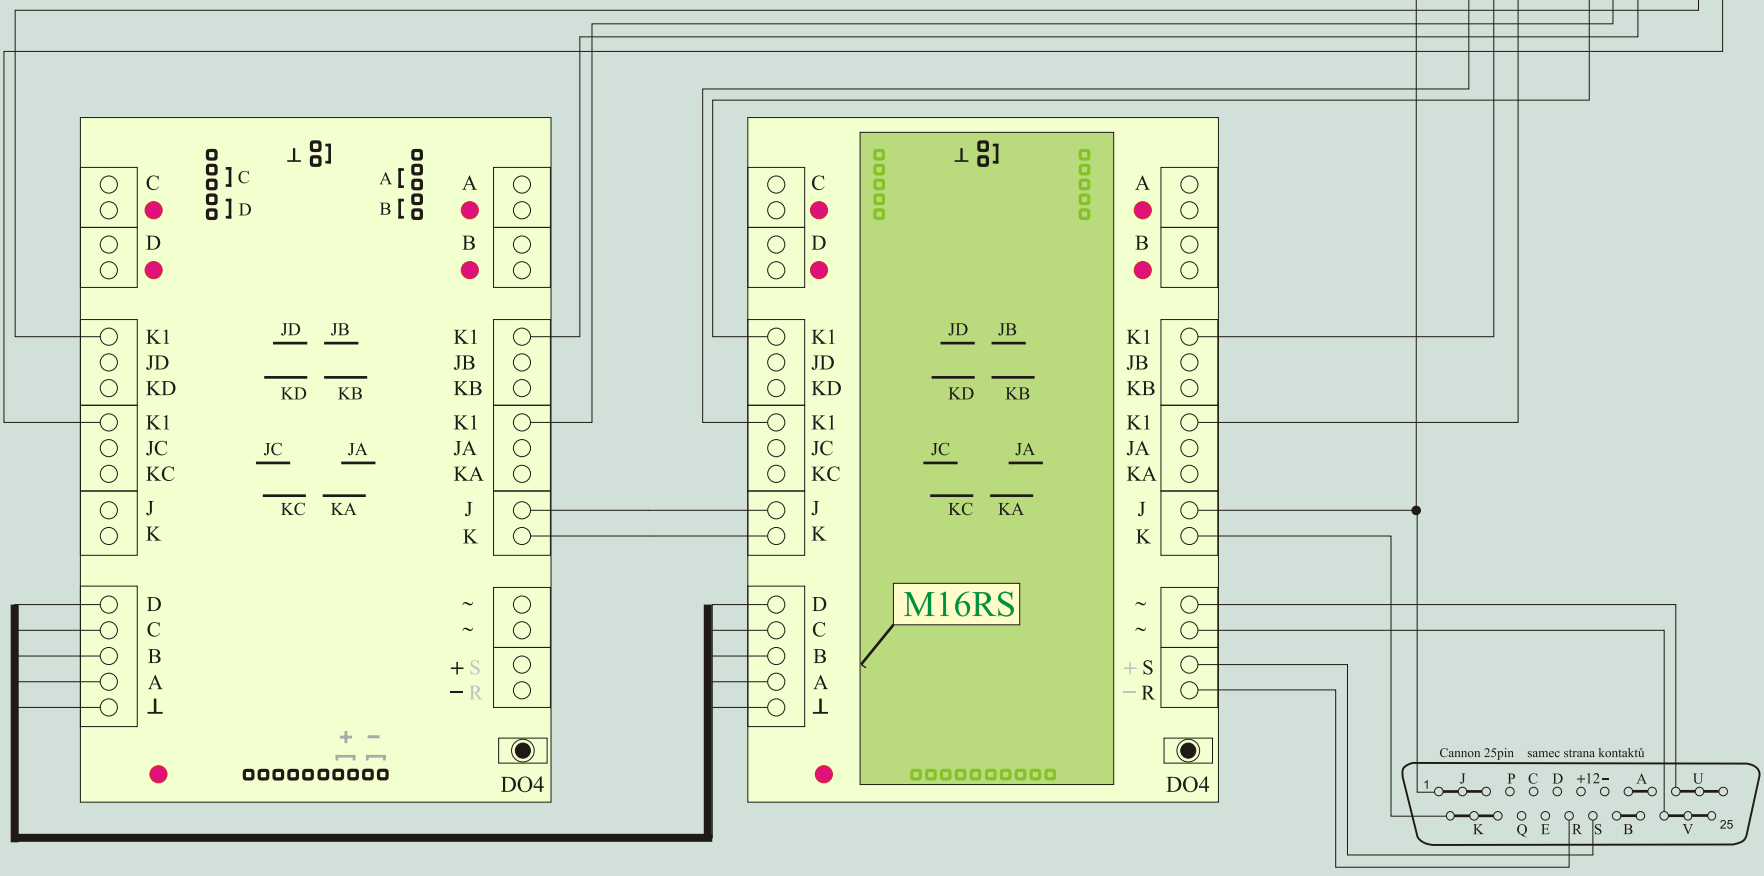 C
D
K1
JD
KD
K1
JC
KC
J
K
D
C
B
A
⊥
⊥
C
D
A
B
JD JB
KD KB
JC JA
KC KA
+ −
A
B
K1
JB
KB
K1
JA
KA
J
K
~
~
+ S
− R
DO4
C
D
K1
JD
KD
K1
JC
KC
J
K
D
C
B
A
⊥
⊥
JD JB
KD KB
JC JA
KC KA
M16RS
A
B
K1
JB
KB
K1
JA
KA
J
K
~
~
+ S
− R
DO4
Cannon 25pin samec strana kontaktů
1 J P C D +12− A U
K Q E R S B V 25